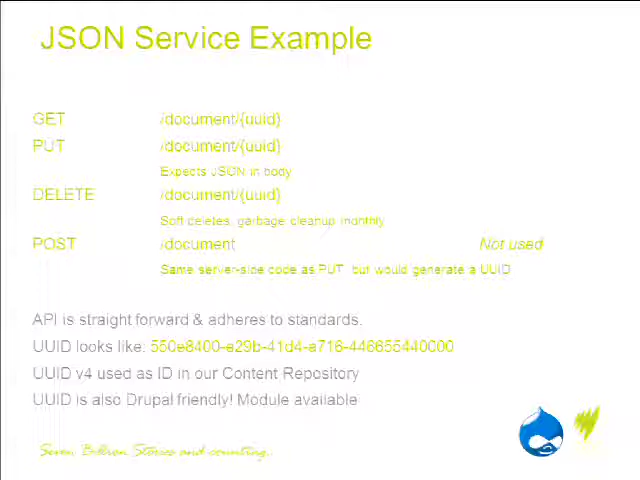 JSON Service Example
GET /document/{uuid}
PUT /document/{uuid}
Expects JSON in body
DELETE /document/{uuid}
Soft deletes, garbage cleanup monthly
POST /document Not used
Same server-side code as PUT, but would generate a UUID
API is straight forward & adheres to standards.
UUID looks like: 550e8400-e29b-41d4-a716-446655440000
UUID v4 used as ID in our Content Repository
UUID is also Drupal friendly! Module available
Seven Billion Stories and counting...